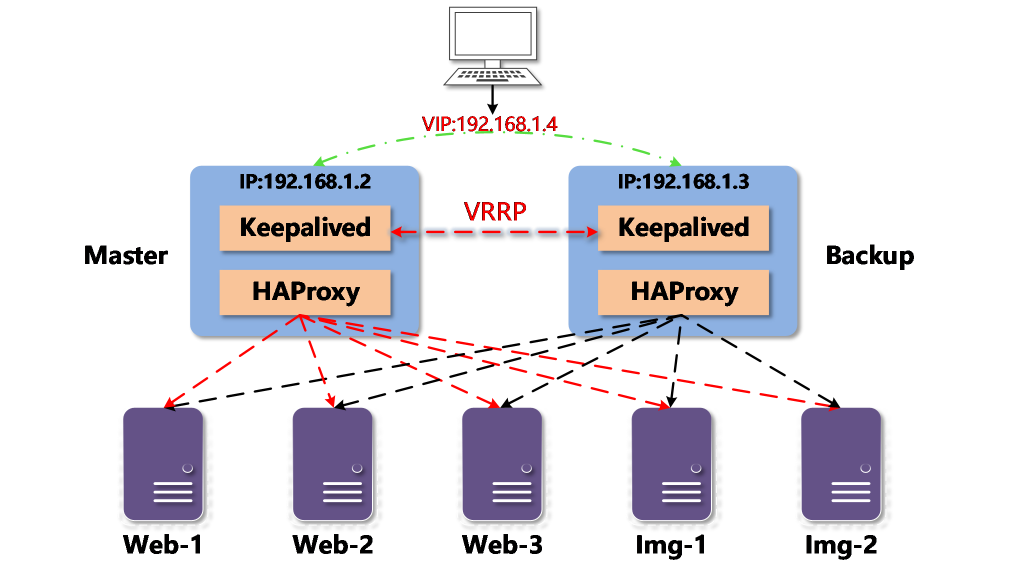 VIP:192.168.1.4
IP:192.168.1.2
IP:192.168.1.3
Keepalived
VRRP
Keepalived
Master
Backup
HAProxy
HAProxy
Web-1
Web-2
Web-3
Img-1
Img-2